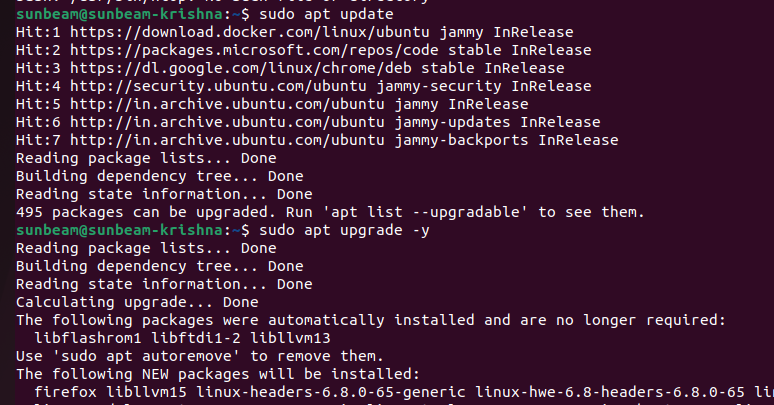 sunbeam@sunbeam-krishna:~$ sudo apt update
Hit:1 https://download.docker.com/linux/ubuntu jammy InRelease
Hit:2 https://packages.microsoft.com/repos/code stable InRelease
Hit:3 https://dl.google.com/linux/chrome/deb stable InRelease
Hit:4 http://security.ubuntu.com/ubuntu jammy-security InRelease
Hit:5 http://in.archive.ubuntu.com/ubuntu jammy InRelease
Hit:6 http://in.archive.ubuntu.com/ubuntu jammy-updates InRelease
Hit:7 http://in.archive.ubuntu.com/ubuntu jammy-backports InRelease
Reading package lists... Done
Building dependency tree... Done
Reading state information... Done
495 packages can be upgraded. Run 'apt list --upgradable' to see them.
sunbeam@sunbeam-krishna:~$ sudo apt upgrade -y
Reading package lists... Done
Building dependency tree... Done
Reading state information... Done
Calculating upgrade... Done
The following packages were automatically installed and are no longer required:
  libflashrom1 libftdi1-2 libllvm13
Use 'sudo apt autoremove' to remove them.
The following NEW packages will be installed:
  firefox libllvm15 linux-headers-6.8.0-65-generic linux-hwe-6.8-headers-6.8.0-65